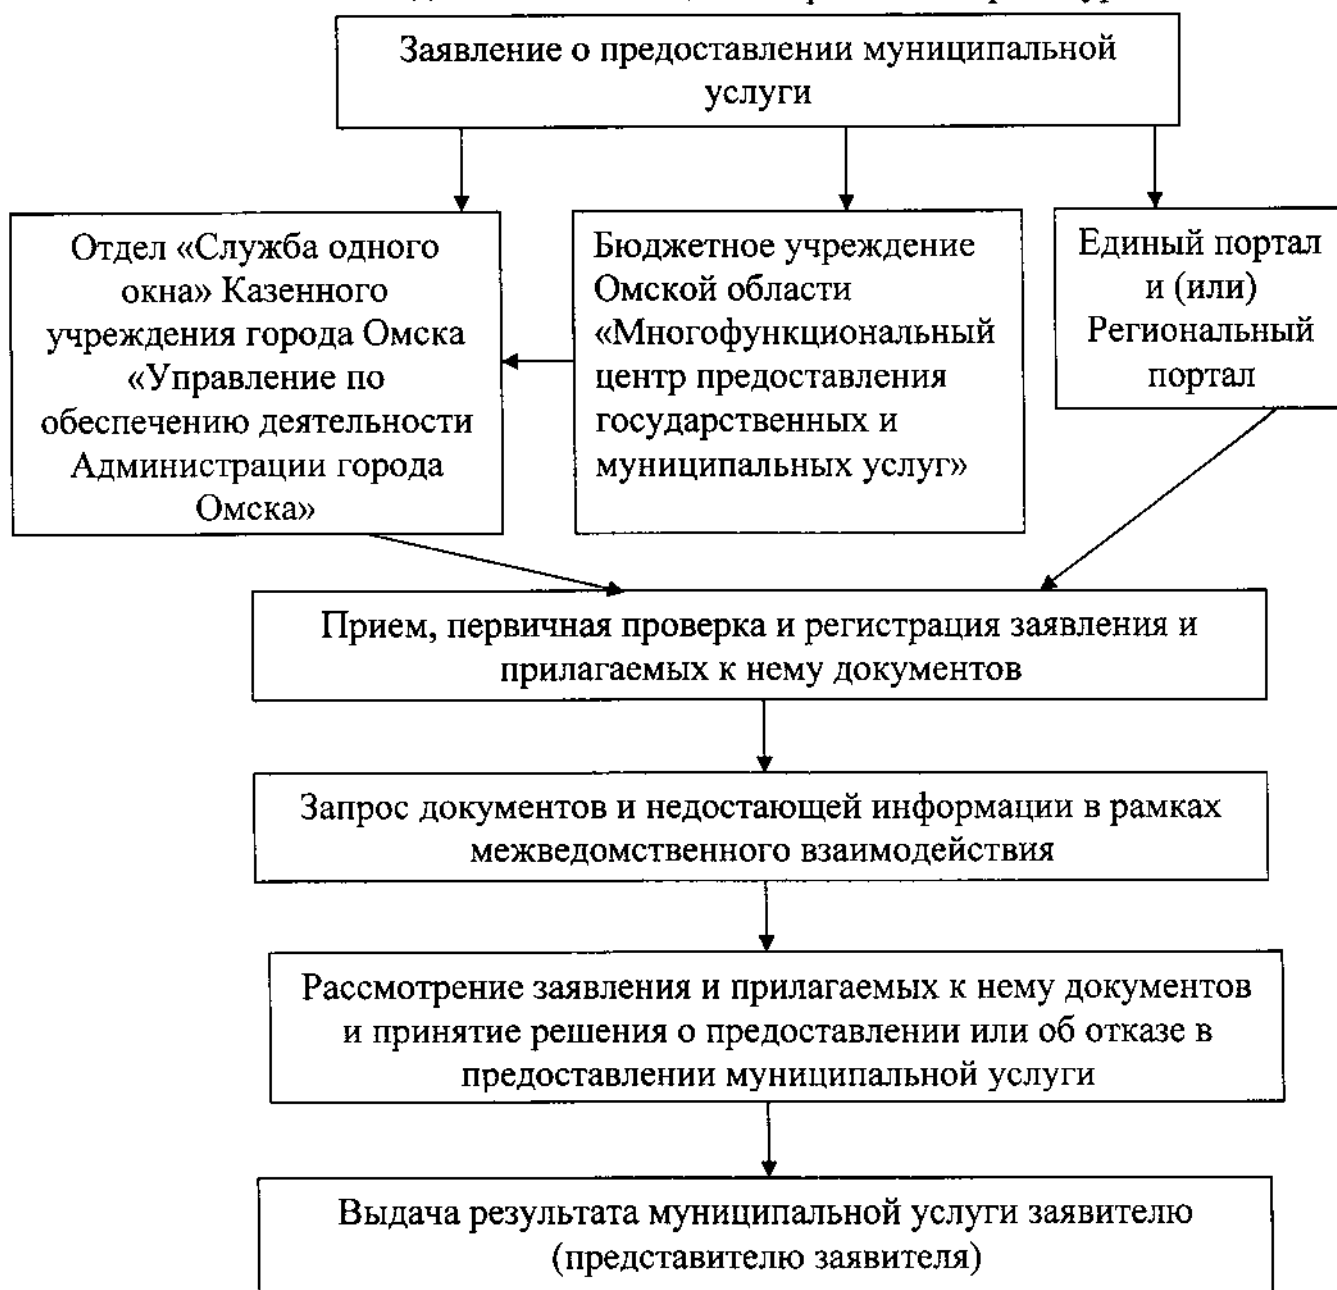 Заявление о предоставлении муниципальной
услуги
Отдел «Служба одного
окна» Казенного
учреждения города Омска
«Управление по
обеспечению деятельности
Администрации города
Омска»
Бюджетное учреждение
Омской области
«Многофункциональный
центр предоставления
государственных и
муниципальных услуг»
Единый портал
и (или)
Региональный
портал
Прием, первичная проверка и регистрация заявления и
прилагаемых к нему документов
Запрос документов и недостающей информации в рамках
межведомственного взаимодействия
Рассмотрение заявления и прилагаемых к нему документов
и принятие решения о предоставлении или об отказе в
предоставлении муниципальной услуги
Выдача результата муниципальной услуги заявителю
(представителю заявителя)